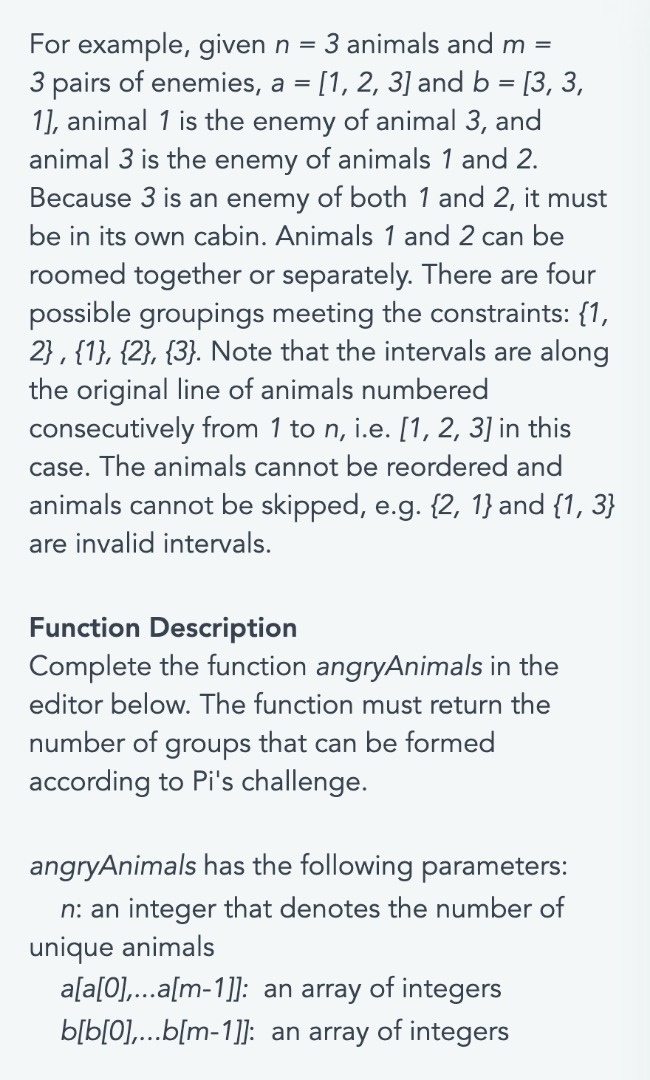 For example, given n = 3 animals and m =
3 pairs of enemies, a = [1, 2, 3] and b = [3, 3,
1], animal 1 is the enemy of animal 3, and
animal 3 is the enemy of animals 1 and 2.
Because 3 is an enemy of both 1 and 2, it must
be in its own cabin. Animals 1 and 2 can be
roomed together or separately. There are four
possible groupings meeting the constraints: {1,
2} , {1}, {2}, {3}. Note that the intervals are along
the original line of animals numbered
consecutively from 1 to n, i.e. [1, 2, 3] in this
case. The animals cannot be reordered and
animals cannot be skipped, e.g. {2, 1} and {1, 3}
are invalid intervals.
Function Description
Complete the function angryAnimals in the
editor below. The function must return the
number of groups that can be formed
according to Pi's challenge.
angryAnimals has the following parameters:
n: an integer that denotes the number of
unique animals
a[a[0],...a[m-1]]: an array of integers
b[b[0],...b[m-1]]: an array of integers